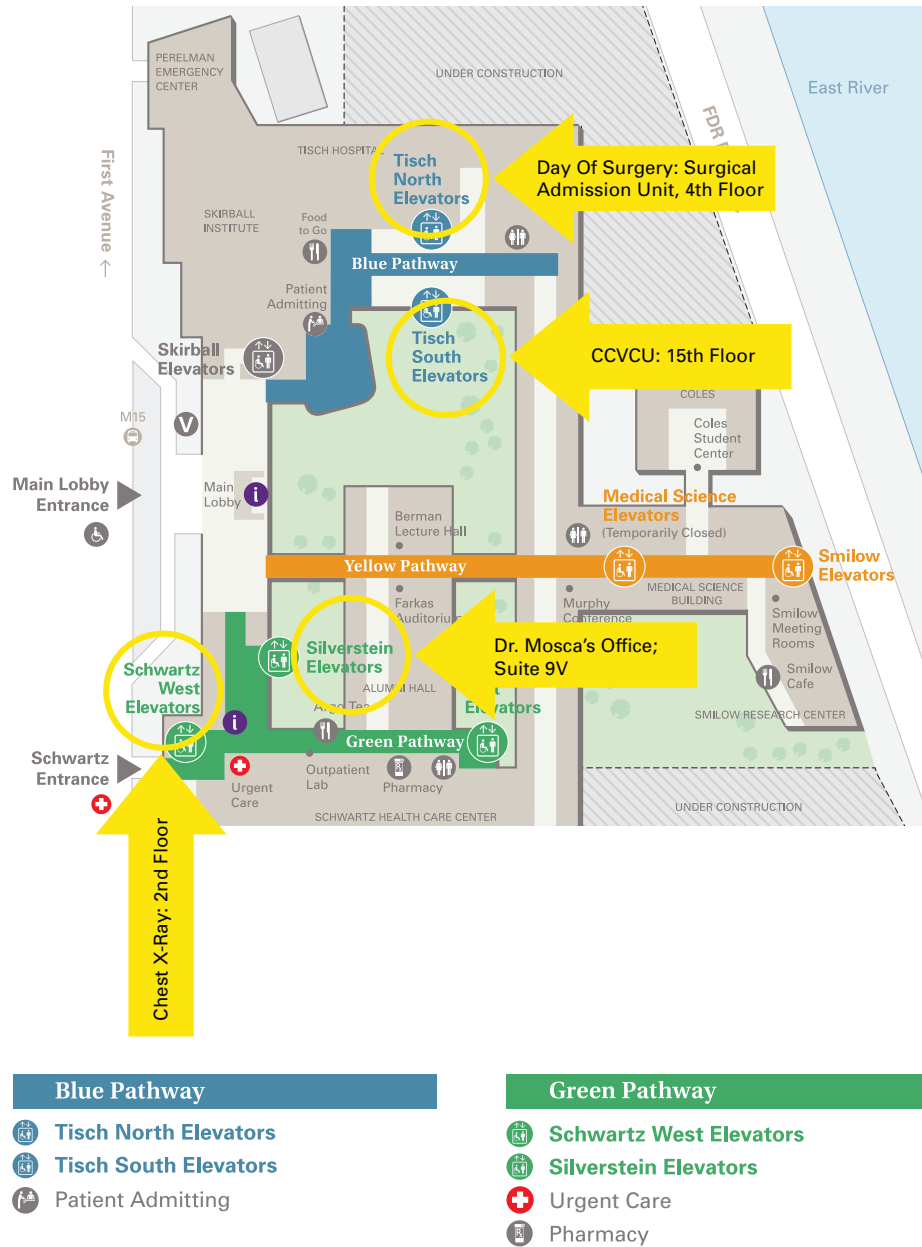 PERELMAN
EMERGENCY
CENTER
UNDER CONSTRUCTION
East River
FDR
First Avenue ←
TISCH HOSPITAL
Tisch
North
Elevators
Day Of Surgery: Surgical
Admission Unit, 4th Floor
SKIRBALL
INSTITUTE
Food
to Go
Blue Pathway
Patient
Admitting
Skirball
Elevators
Tisch
South
Elevators
CCVCU: 15th Floor
COLES
Coles
Student
Center
M15
V
Main Lobby
Entrance
Main
Lobby
i
Berman
Lecture Hall
Medical Science
Elevators
(Temporarily Closed)
Yellow Pathway
Smilow
Elevators
MEDICAL SCIENCE
BUILDING
Farkas
Auditorium
Murphy
Conference
Smilow
Meeting
Rooms
Silverstein
Elevators
Dr. Mosca's Office;
Suite 9V
Schwartz
West
Elevators
ALUMNI HALL
Smilow
Cafe
Argo Tea
Elevators
SMILOW RESEARCH CENTER
i
Green Pathway
Schwartz
Entrance
Urgent
Care
Outpatient
Lab
R
Pharmacy
UNDER CONSTRUCTION
SCHWARTZ HEALTH CARE CENTER
Chest X-Ray: 2nd Floor
Blue Pathway
Tisch North Elevators
Tisch South Elevators
Patient Admitting
Green Pathway
Schwartz West Elevators
Silverstein Elevators
Urgent Care
R
Pharmacy